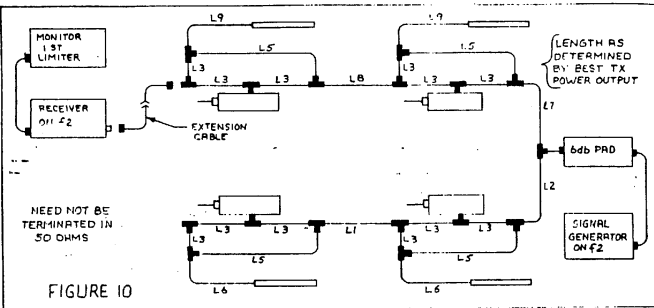 L9
L9
MONITOR
1ST
LIMITER
L5
L5
LENGTH AS
DETERMINED
BY BEST TX
POWER OUTPUT
L3
L3
L3
L3
L8
L3
L3
L3
RECEIVER
ON f2
EXTENSION
CABLE
L7
6db PAD
L2
NEED NOT BE
TERMINATED IN
50 OHMS
SIGNAL
GENERATOR
ON f2
L3
L3
L3
L1
L3
L3
L3
L5
L5
L6
L6
FIGURE 10